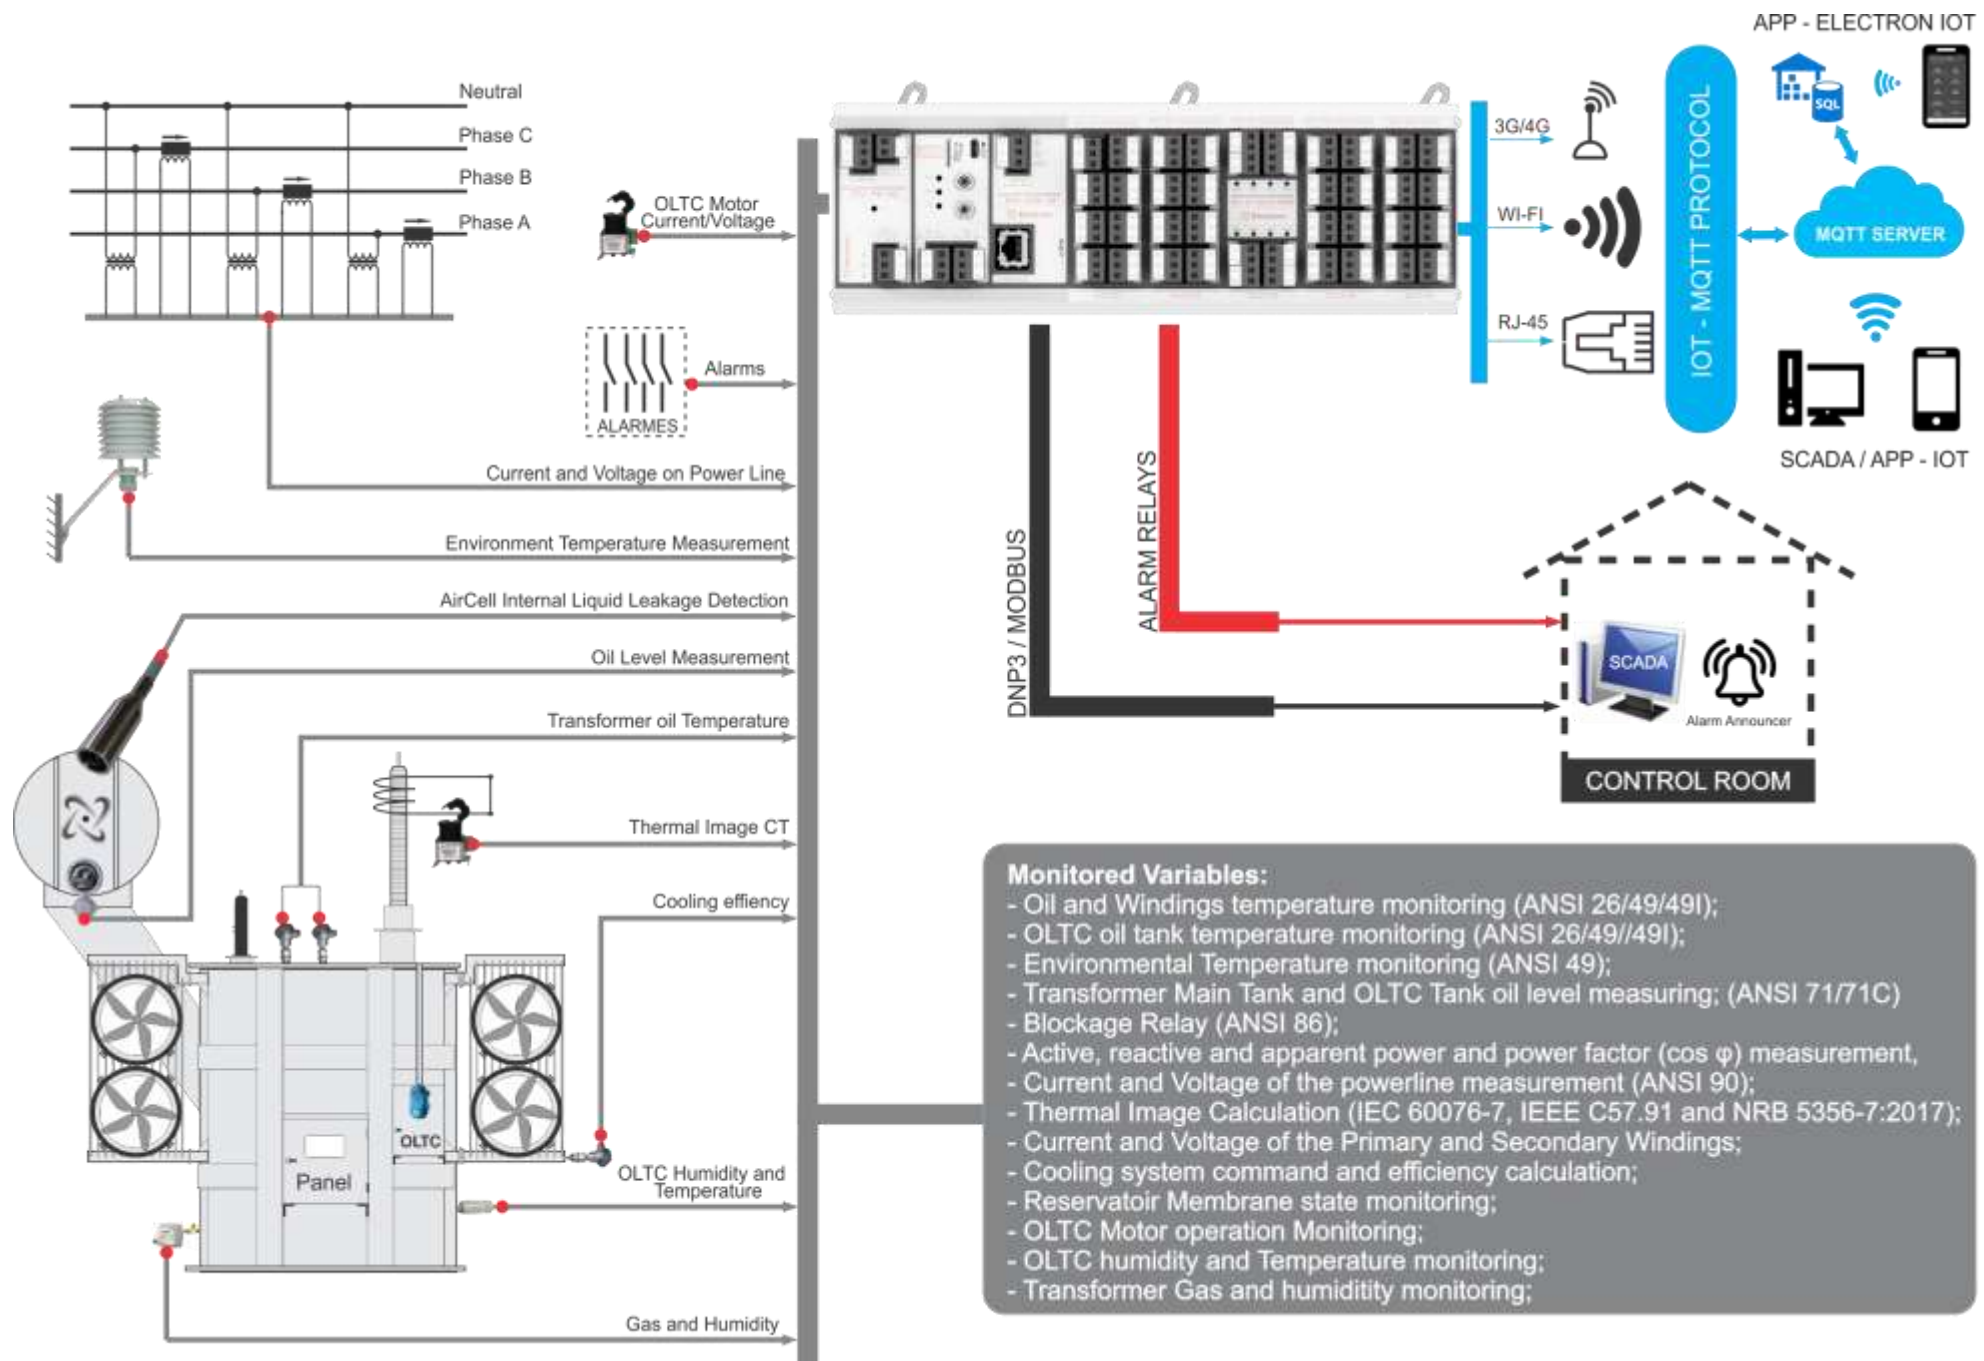 APP - ELECTRON IOT
Neutral
Phase C
Phase B
Phase A
OLTC Motor
Current/Voltage
Alarms
ALARMES
Current and Voltage on Power Line
Environment Temperature Measurement
AirCell Internal Liquid Leakage Detection
Oil Level Measurement
Transformer oil Temperature
Thermal Image CT
Cooling effiency
OLTC
Panel
OLTC Humidity and
Temperature
Gas and Humidity
3G/4G
WI-FI
RJ-45
IOT - MQTT PROTOCOL
SQL
MQTT SERVER
SCADA / APP - IOT
DNP3 / MODBUS
ALARM RELAYS
SCADA
Alarm Announcer
CONTROL ROOM
Monitored Variables:
- Oil and Windings temperature monitoring (ANSI 26/49/49I);
- OLTC oil tank temperature monitoring (ANSI 26/49//49I);
- Environmental Temperature monitoring (ANSI 49);
- Transformer Main Tank and OLTC Tank oil level measuring; (ANSI 71/71C)
- Blockage Relay (ANSI 86);
- Active, reactive and apparent power and power factor (cos φ) measurement,
- Current and Voltage of the powerline measurement (ANSI 90);
- Thermal Image Calculation (IEC 60076-7, IEEE C57.91 and NRB 5356-7:2017);
- Current and Voltage of the Primary and Secondary Windings;
- Cooling system command and efficiency calculation;
- Reservatoir Membrane state monitoring;
- OLTC Motor operation Monitoring;
- OLTC humidity and Temperature monitoring;
- Transformer Gas and humiditity monitoring;